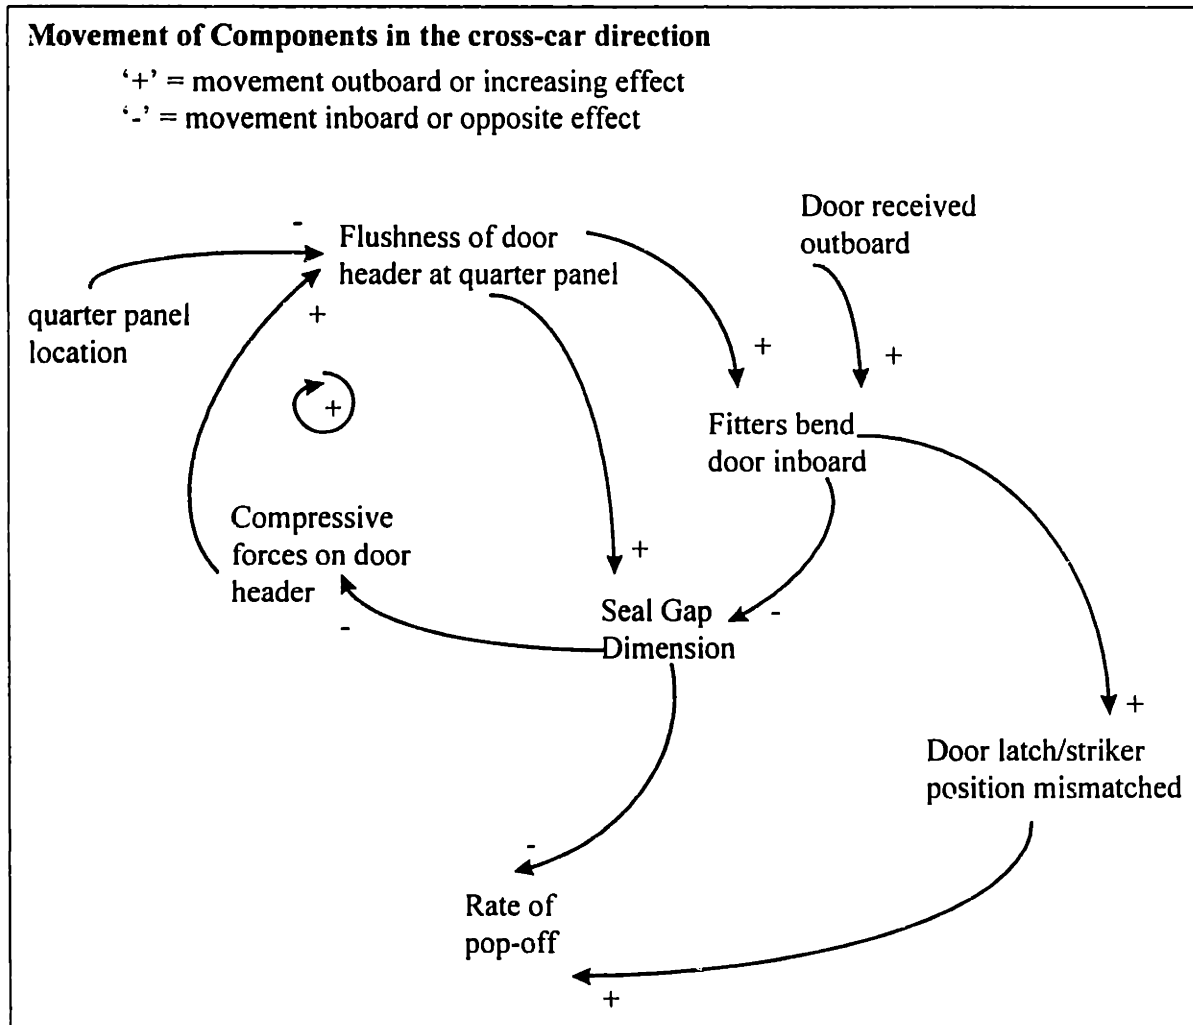 Movement of Components in the cross-car direction
'+' = movement outboard or increasing effect
'-' = movement inboard or opposite effect
Door received
outboard
-
Flushness of door
header at quarter panel
quarter panel
location
+
+
+
+
Fitters bend
door inboard
Compressive
forces on door
header
+
-
Seal Gap
Dimension
-
+
Door latch/striker
position mismatched
-
Rate of
pop-off
+